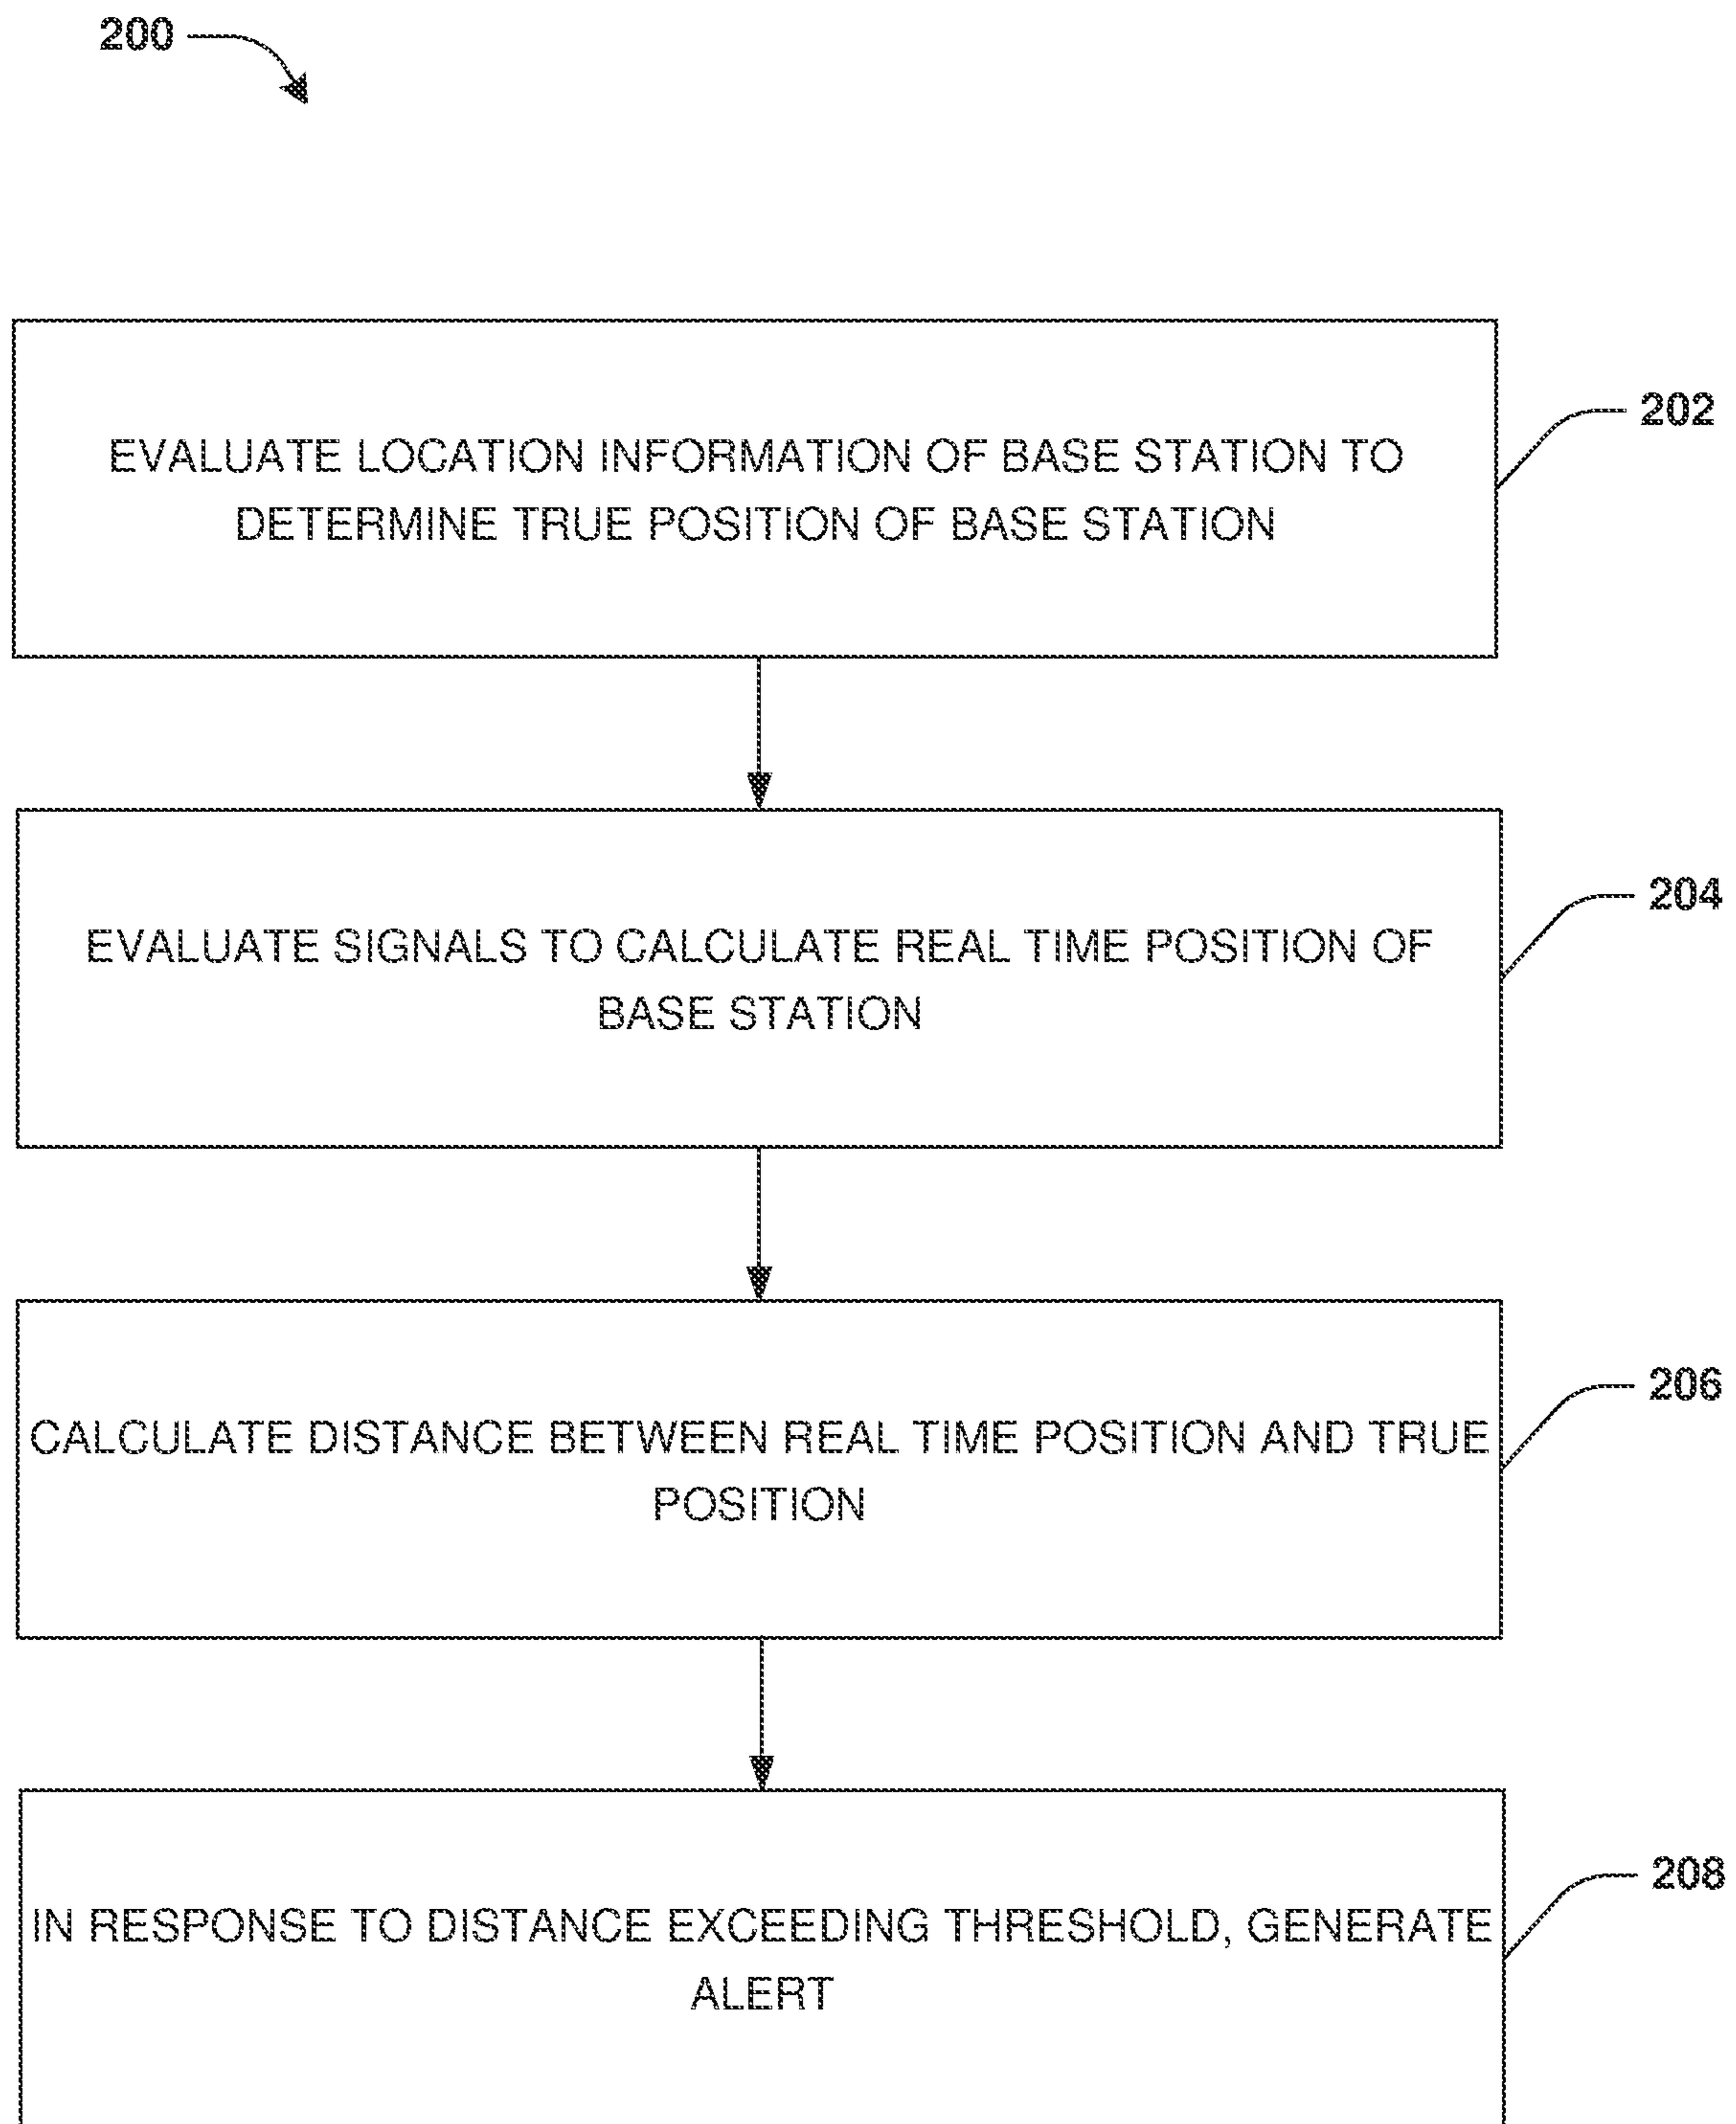 200
EVALUATE LOCATION INFORMATION OF BASE STATION TO
DETERMINE TRUE POSITION OF BASE STATION
202
EVALUATE SIGNALS TO CALCULATE REAL TIME POSITION OF
BASE STATION
204
CALCULATE DISTANCE BETWEEN REAL TIME POSITION AND TRUE
POSITION
206
IN RESPONSE TO DISTANCE EXCEEDING THRESHOLD, GENERATE
ALERT
208